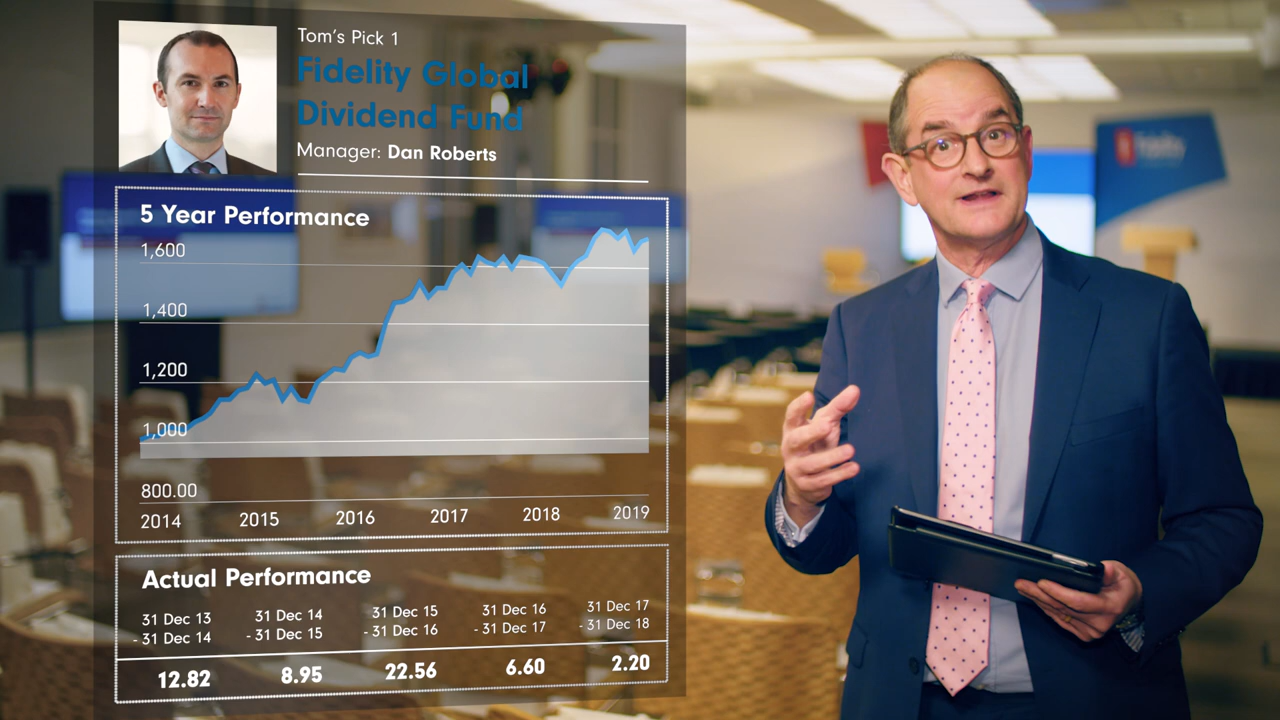 Tom's Pick 1
Fidelity Global
Dividend Fund
Manager: Dan Roberts
5 Year Performance
1,600
1,400
1,200
1,000
800.00
2014 2015 2016 2017 2018 2019
Actual Performance
31 Dec 13 31 Dec 14 31 Dec 15 31 Dec 16 31 Dec 17
- 31 Dec 14 - 31 Dec 15 - 31 Dec 16 - 31 Dec 17 - 31 Dec 18
12.82 8.95 22.56 6.60 2.20
Fidelity